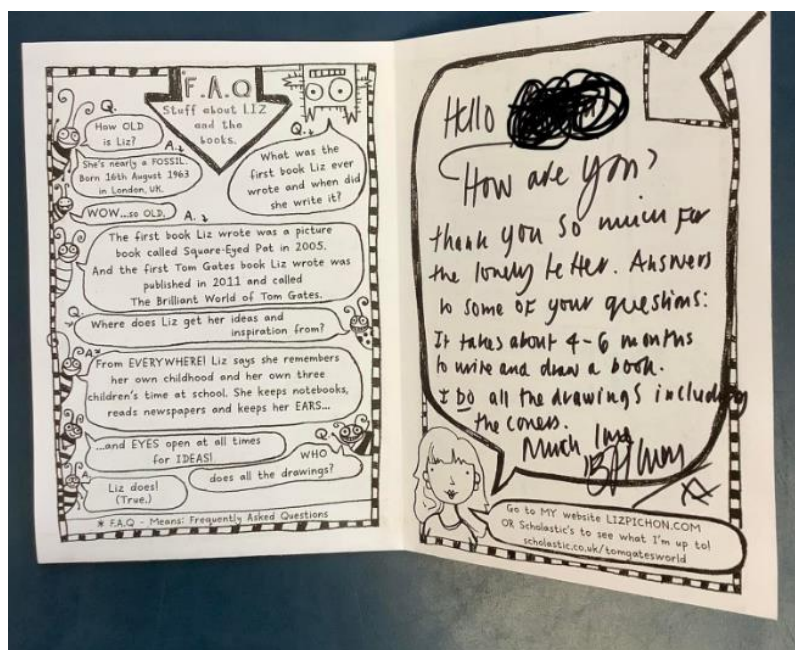 F.A.Q
Stuff about LIZ
and the
books.
Q.
How OLD
is Liz?
A.
She's nearly a FOSSIL.
Born 16th August 1963
in London, UK.
WOW...so OLD.
Q.
What was the
first book Liz ever
wrote and when did
she write it?
A.
The first book Liz wrote was a picture
book called Square-Eyed Pat in 2005.
And the first Tom Gates book Liz wrote was
published in 2011 and called
The Brilliant World of Tom Gates.
Q.
Where does Liz get her ideas and
inspiration from?
A.
From EVERYWHERE! Liz says she remembers
her own childhood and her own three
children's time at school. She keeps notebooks,
reads newspapers and keeps her EARS...
...and EYES open at all times
for IDEAS!
Q.
WHO
does all the drawings?
A.
Liz does!
(True.)
* F.A.Q - Means: Frequently Asked Questions
Hello
How are you?
thank you so much for
the lovely letter. Answers
to some of your questions:
It takes about 4-6 months
to write and draw a book.
I DO all the drawings including
the covers.
Much love
Go to MY website LIZPICHON.COM
OR Scholastic's to see what I'm up to!
scholastic.co.uk/tomgatesworld